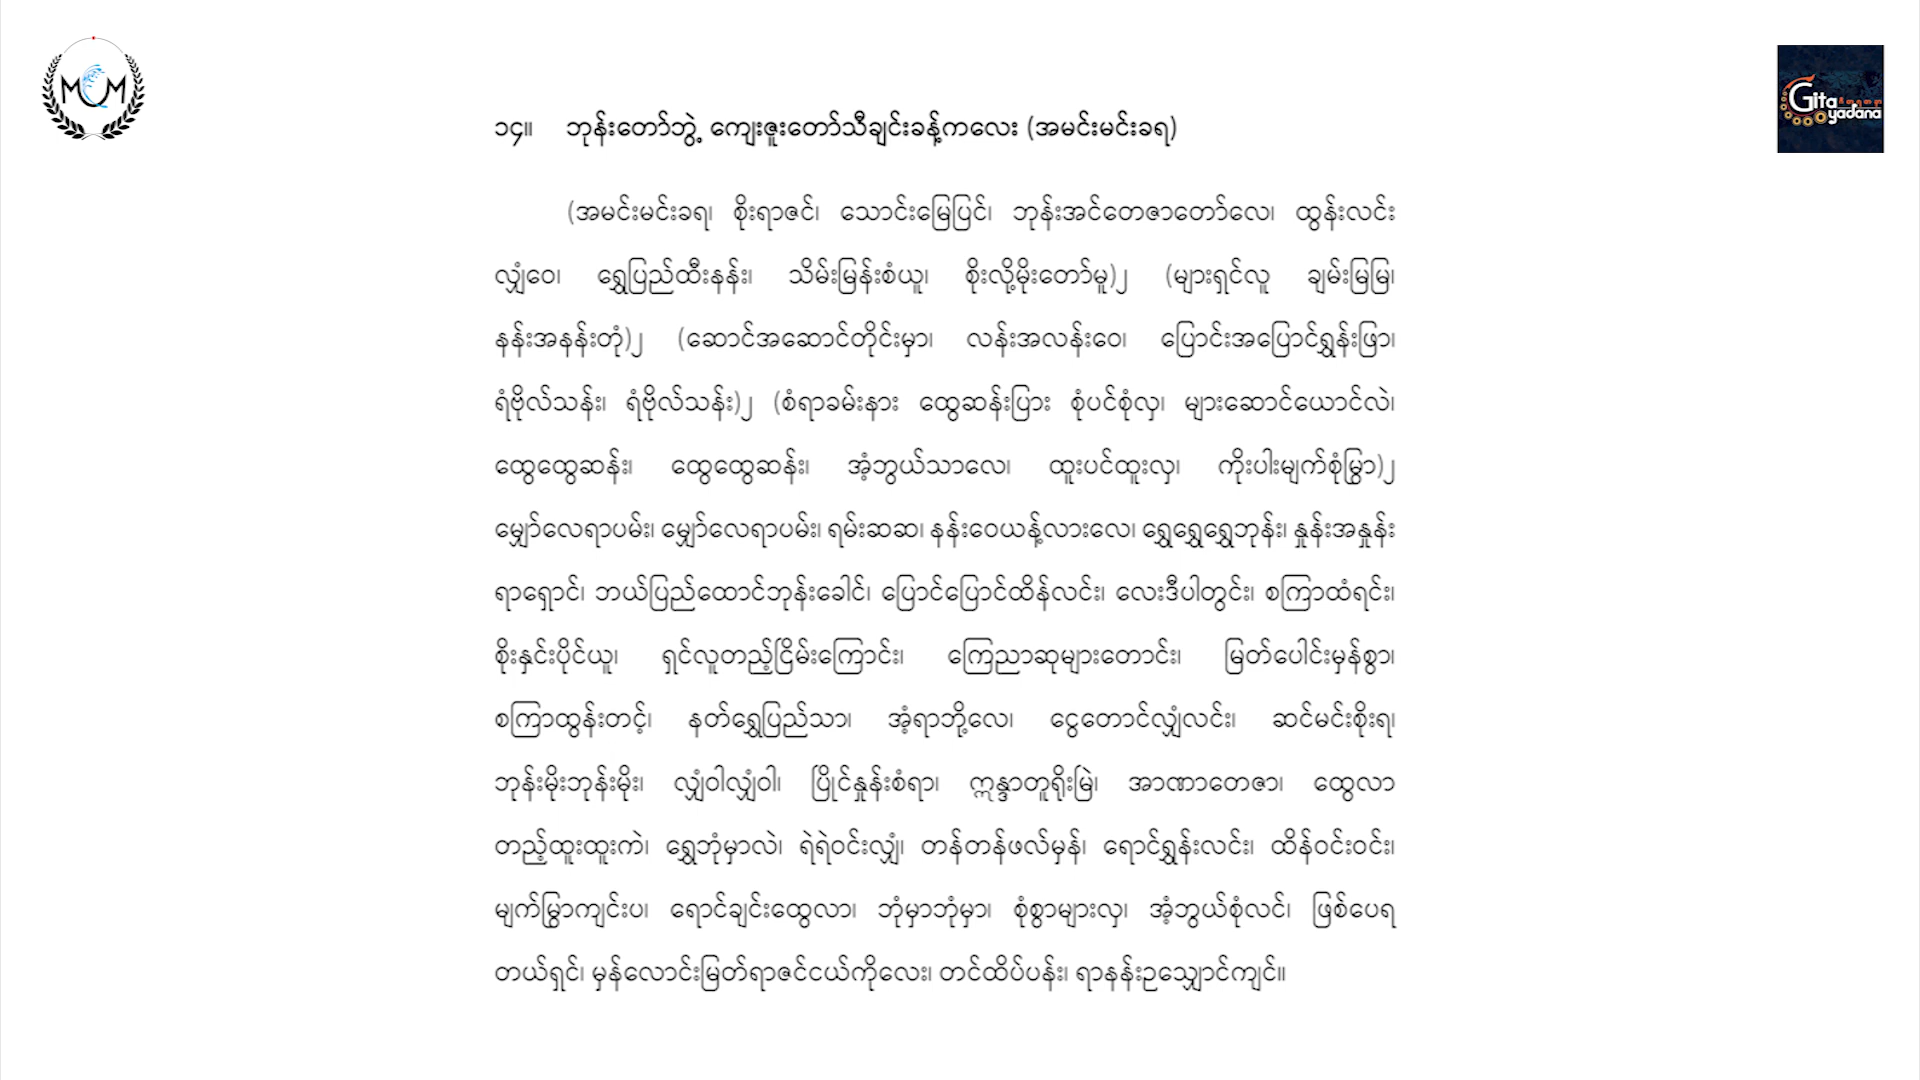 MUM
Gita
ဂီတရတနာ
yadana
၁၄။ ဘုန်းတော်ဘွဲ့ ကျေးဇူးတော်သီချင်းခန့်ကလေး (အမင်းမင်းခရ)
(အမင်းမင်းခရ၊ စိုးရာဇင်၊ သောင်းမြေပြင်၊ ဘုန်းအင်တေဇာတော်လေ၊ ထွန်းလင်း
လျှံဝေ၊ ရွှေပြည်ထီးနန်း၊ သိမ်းမြန်းစံယူ၊ စိုးလို့မိုးတော်မူ)၂ (များရှင်လူ ချမ်းမြမြ၊
နန်းအနန်းတုံ)၂ (ဆောင်အဆောင်တိုင်းမှာ၊ လန်းအလန်းဝေ၊ ပြောင်းအပြောင်ရွှန်းဖြာ၊
ရံဗိုလ်သန်း၊ ရံဗိုလ်သန်း)၂ (စံရာခမ်းနား ထွေဆန်းပြား စုံပင်စုံလှ၊ များဆောင်ယောင်လဲ၊
ထွေထွေဆန်း၊ ထွေထွေဆန်း၊ အံ့ဘွယ်သာလေ၊ ထူးပင်ထူးလှ၊ ကိုးပါးမျက်စုံမြွာ)၂
မျှော်လေရာပမ်း၊ မျှော်လေရာပမ်း၊ ရမ်းဆဆ၊ နန်းဝေယန့်လားလေ၊ ရွှေရွှေရွှေဘုန်း၊ နှုန်းအနှုန်း
ရာရှောင်၊ ဘယ်ပြည်ထောင်ဘုန်းခေါင်၊ ပြောင်ပြောင်ထိန်လင်း၊ လေးဒီပါတွင်း၊ စကြာထံရင်း၊
စိုးနှင်းပိုင်ယူ၊ ရှင်လူတည့်ငြိမ်းကြောင်း၊ ကြေညာဆုများတောင်း၊ မြတ်ပေါင်းမှန်စွာ၊
စကြာထွန်းတင့်၊ နတ်ရွှေပြည်သာ၊ အံ့ရာဘို့လေ၊ ငွေတောင်လျှံလင်း၊ ဆင်မင်းစိုးရ၊
ဘုန်းမိုးဘုန်းမိုး၊ လျှံဝါလျှံဝါ၊ ပြိုင်နှုန်းစံရာ၊ ဣန္ဒာတူရိုးမြဲ၊ အာဏာတေဇာ၊ ထွေလာ
တည့်ထူးထူးကဲ၊ ရွှေဘုံမှာလဲ၊ ရဲရဲဝင်းလျှံ၊ တန်တန်ဖလ်မှန်၊ ရောင်ရွှန်းလင်း၊ ထိန်ဝင်းဝင်း၊
မျက်မြွာကျင်းပ၊ ရောင်ချင်းထွေလာ၊ ဘုံမှာဘုံမှာ၊ စုံစွာများလှ၊ အံ့ဘွယ်စုံလင်၊ ဖြစ်ပေရ
တယ်ရှင်၊ မှန်လောင်းမြတ်ရာဇင်ငယ်ကိုလေး၊ တင်ထိပ်ပန်း၊ ရာနန်းဥသျှောင်ကျင်။